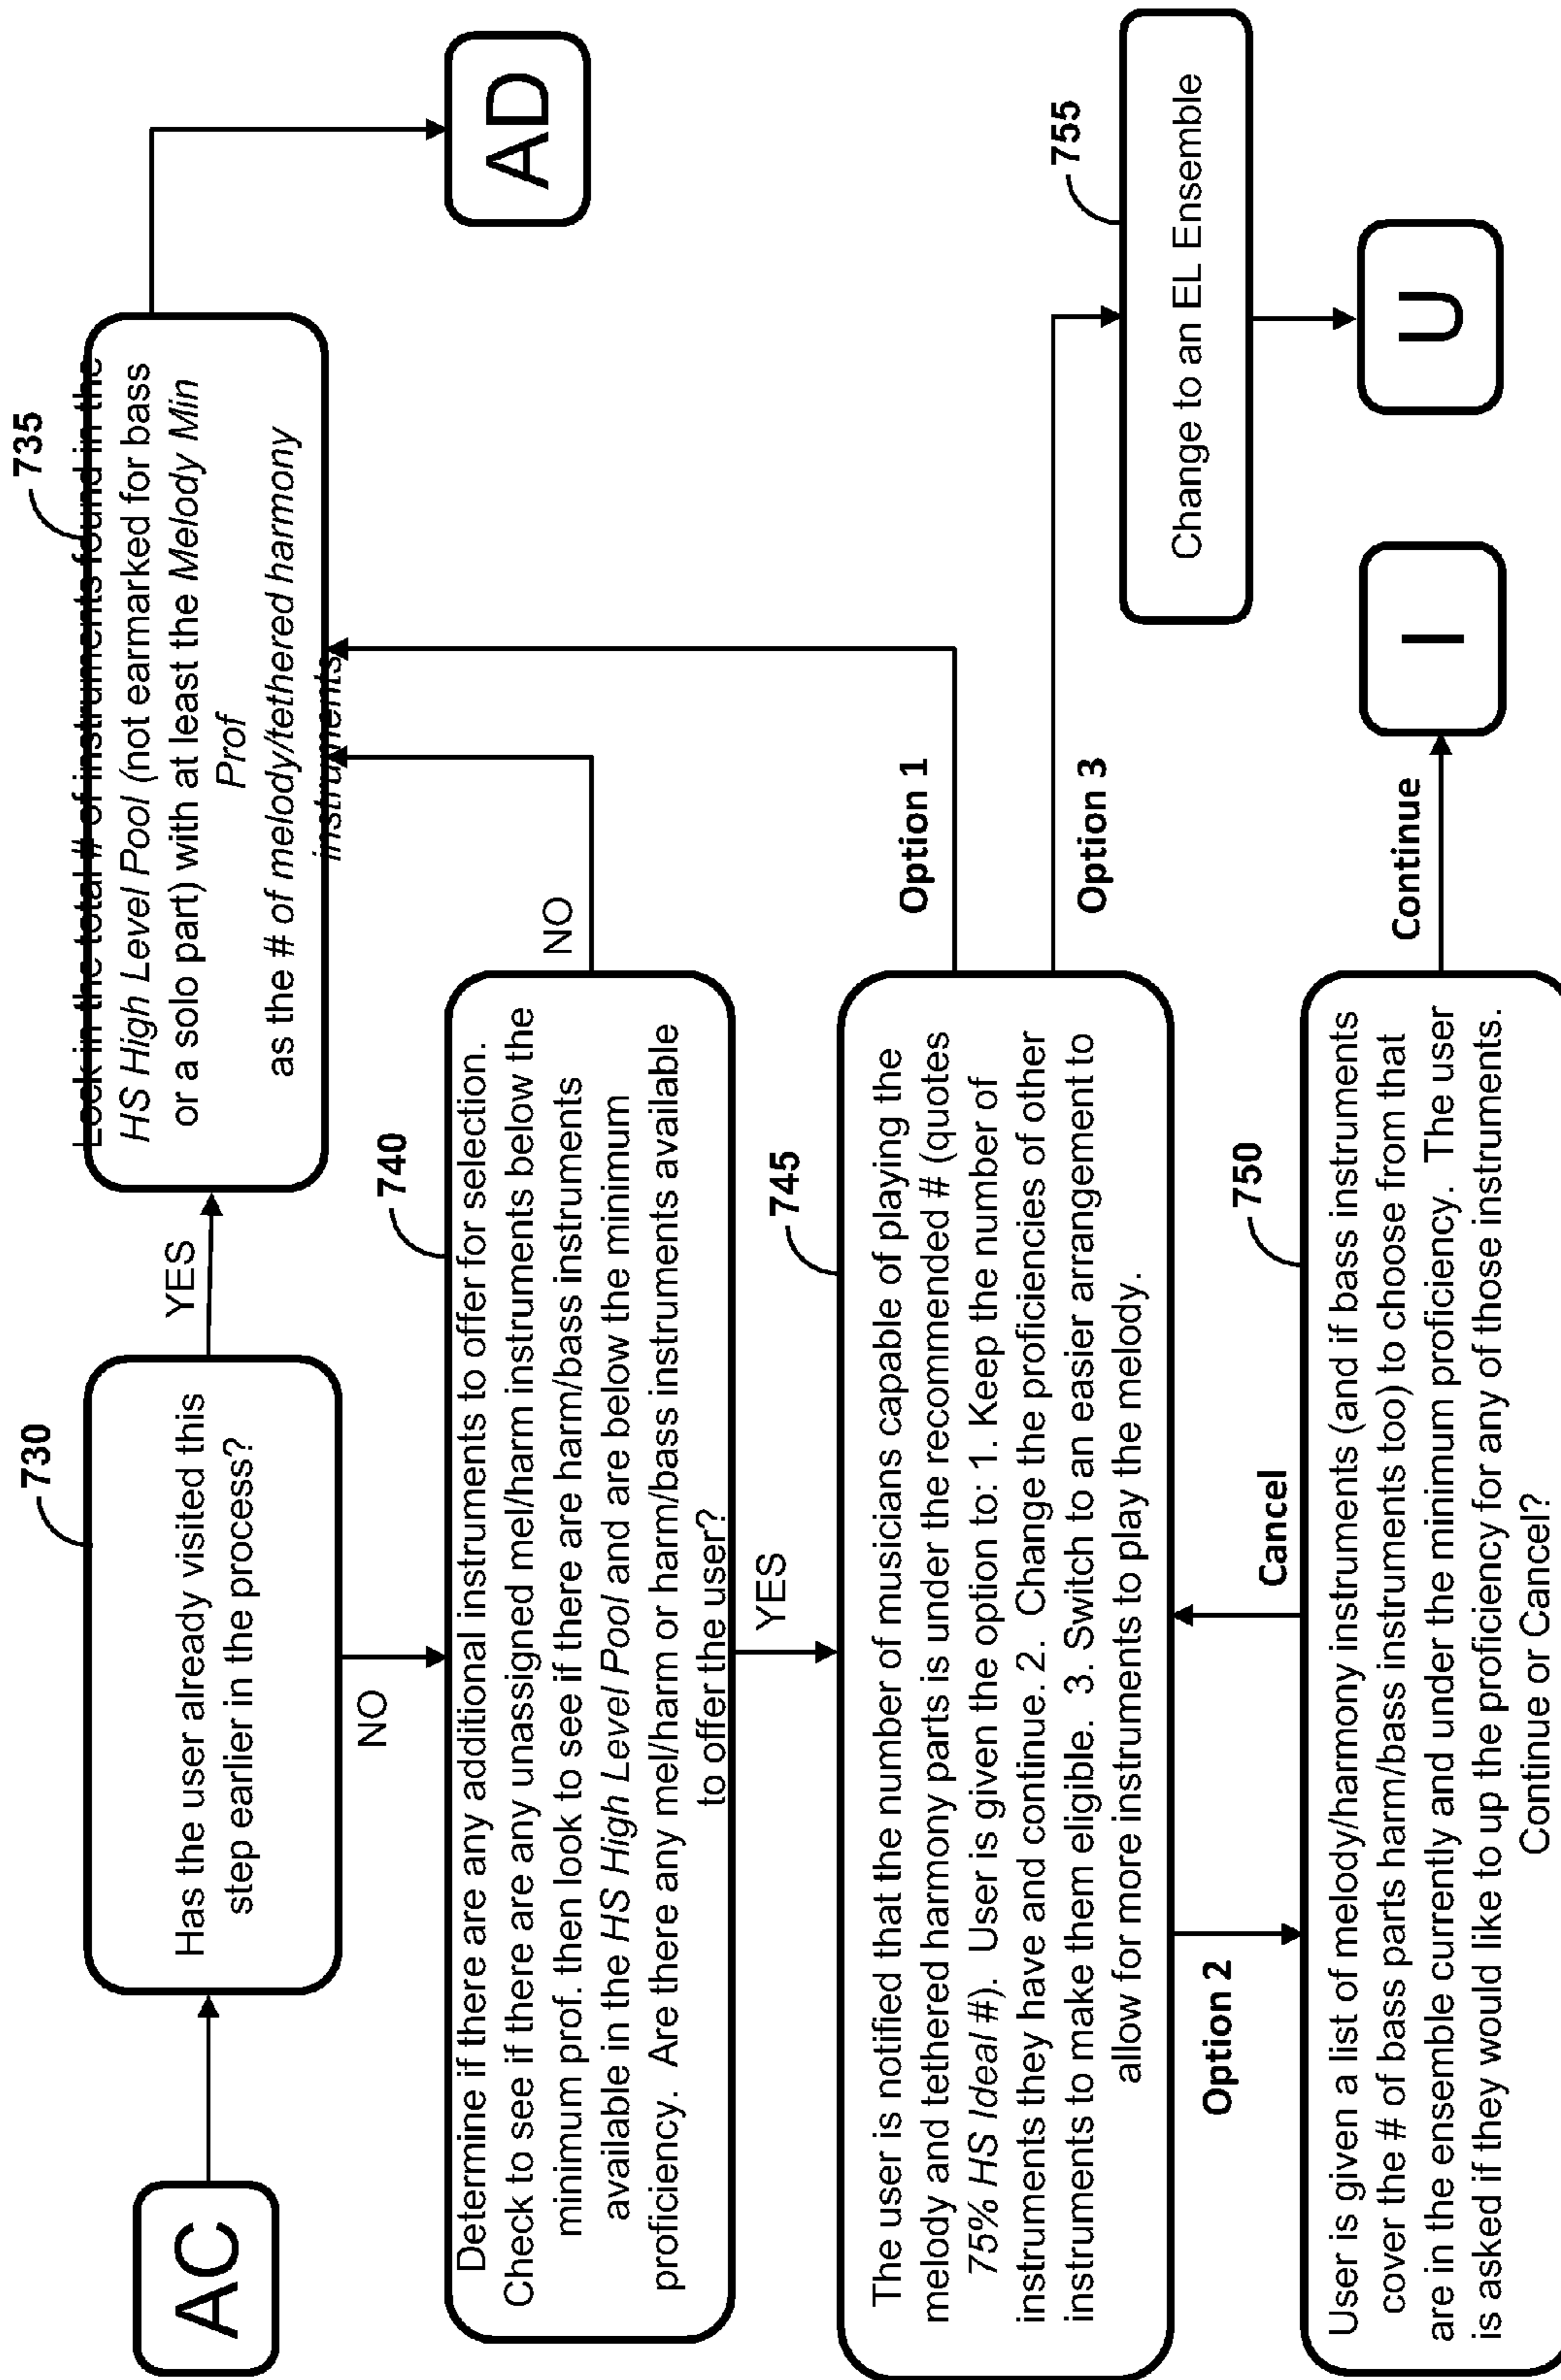 AC
730
Has the user already visited this
step earlier in the process?
YES
NO
735
Lock in the total # of instruments found in the
HS High Level Pool (not earmarked for bass
or a solo part) with at least the Melody Min
Prof
as the # of melody/tethered harmony
instruments
AD
740
Determine if there are any additional instruments to offer for selection.
Check to see if there are any unassigned mel/harm instruments below the
minimum prof. then look to see if there are harm/bass instruments
available in the HS High Level Pool and are below the minimum
proficiency. Are there any mel/harm or harm/bass instruments available
to offer the user?
NO
YES
745
The user is notified that the number of musicians capable of playing the
melody and tethered harmony parts is under the recommended # (quotes
75% HS Ideal #). User is given the option to: 1. Keep the number of
instruments they have and continue. 2. Change the proficiencies of other
instruments to make them eligible. 3. Switch to an easier arrangement to
allow for more instruments to play the melody.
Option 1
Option 3
755
Change to an EL Ensemble
U
Option 2
Cancel
750
User is given a list of melody/harmony instruments (and if bass instruments
cover the # of bass parts harm/bass instruments too) to choose from that
are in the ensemble currently and under the minimum proficiency. The user
is asked if they would like to up the proficiency for any of those instruments.
Continue or Cancel?
Continue
I